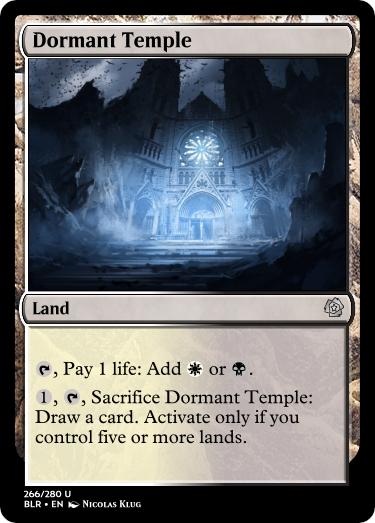 Dormant Temple
Land
, Pay 1 life: Add or .
1, , Sacrifice Dormant Temple:
Draw a card. Activate only if you
control five or more lands.
266/280 U
BLR • EN Nicolas Klug